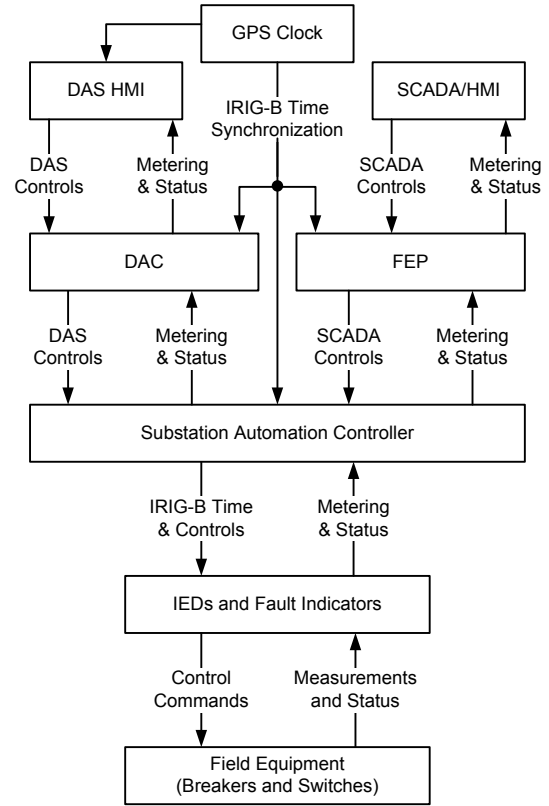 GPS Clock
DAS HMI
SCADA/HMI
IRIG-B Time
Synchronization
DAS
Controls
Metering
& Status
SCADA
Controls
Metering
& Status
DAC
FEP
DAS
Controls
Metering
& Status
SCADA
Controls
Metering
& Status
Substation Automation Controller
IRIG-B Time
& Controls
Metering
& Status
IEDs and Fault Indicators
Control
Commands
Measurements
and Status
Field Equipment
(Breakers and Switches)